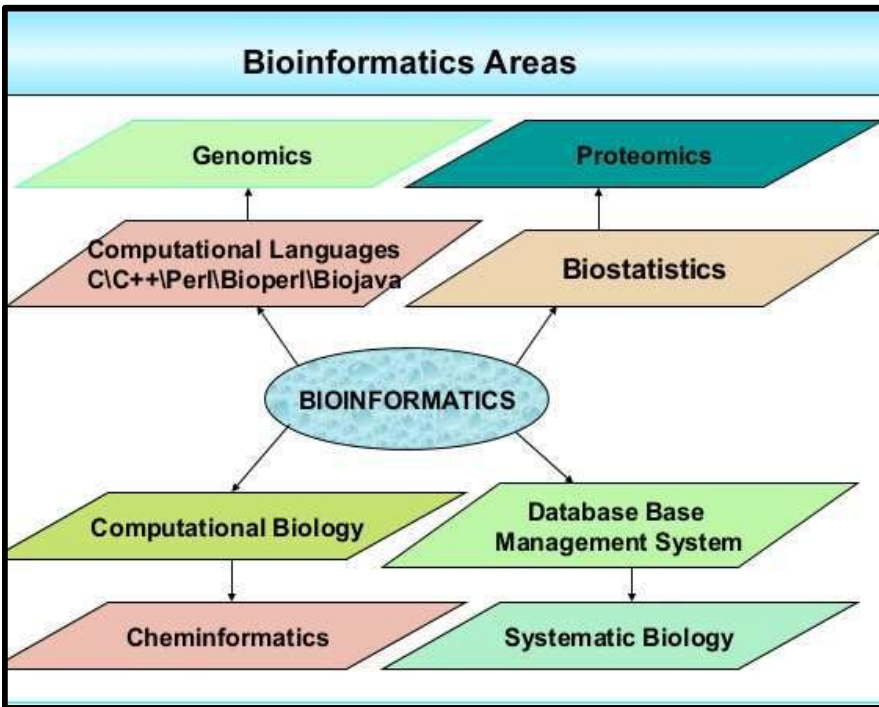 Bioinformatics Areas
Genomics
Proteomics
Computational Languages
C\C++\Perl\Bioperl\Biojava
Biostatistics
BIOINFORMATICS
Computational Biology
Database Base
Management System
Cheminformatics
Systematic Biology